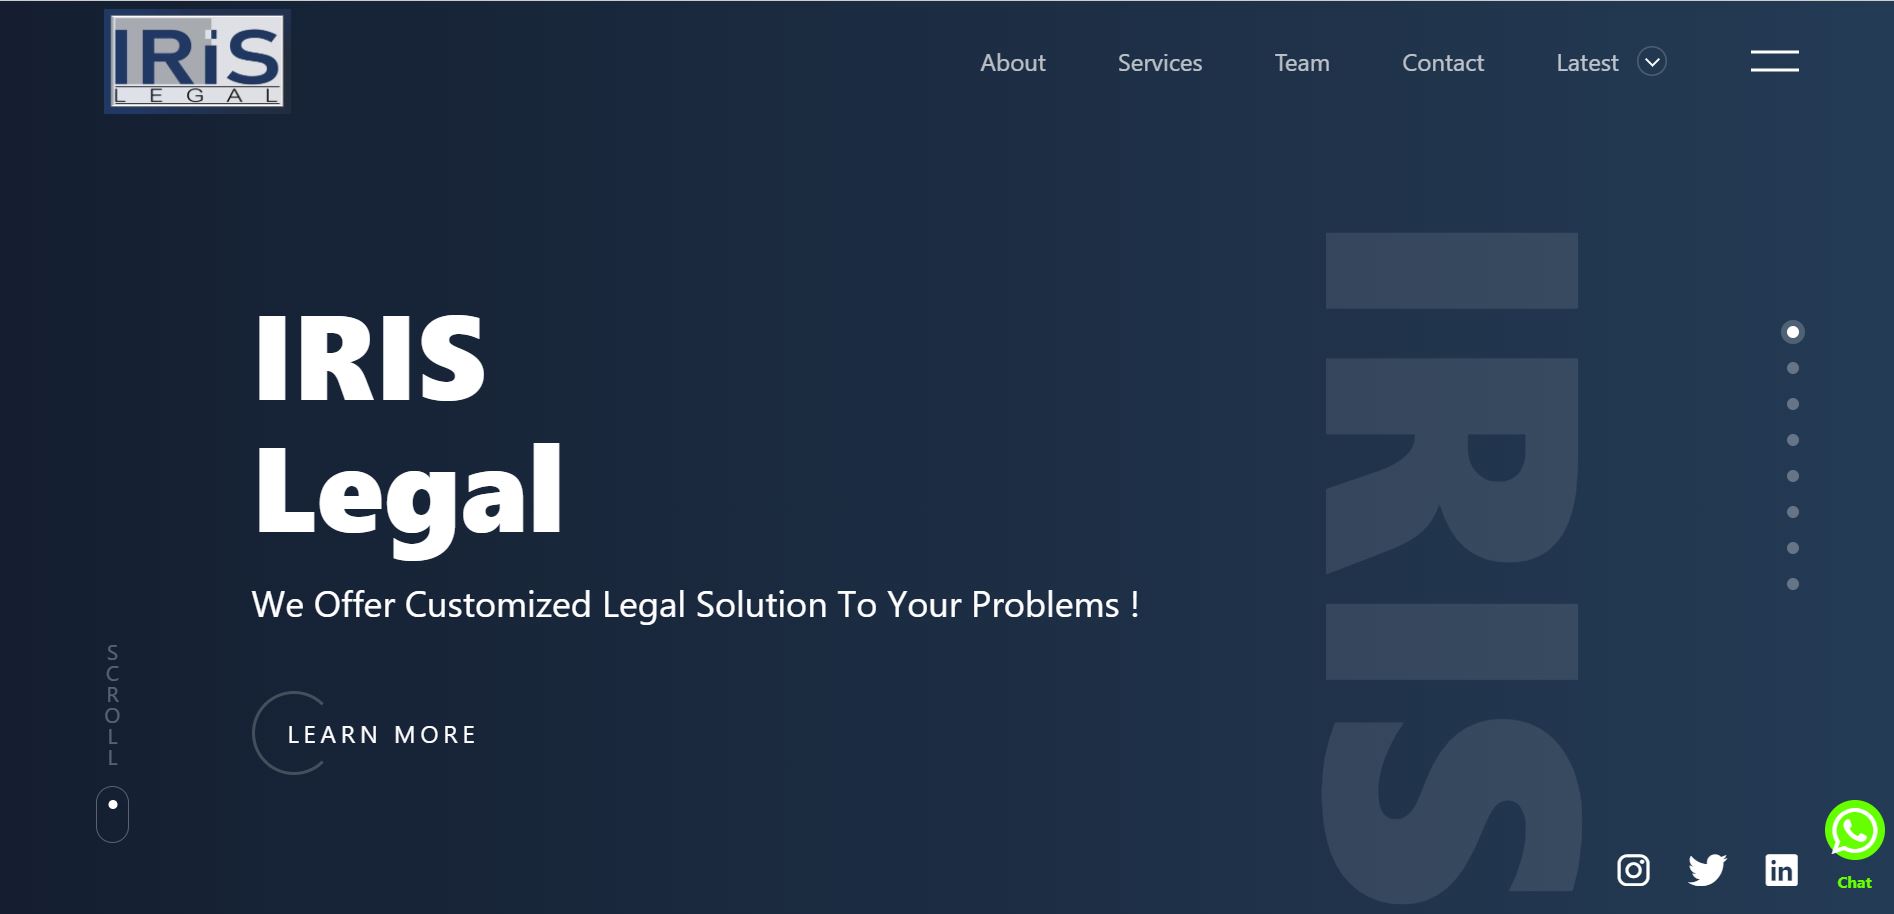 IRiS
LEGAL
About
Services
Team
Contact
Latest
IRIS
Legal
We Offer Customized Legal Solution To Your Problems !
LEARN MORE
SCROLL
IRIS
in
Chat